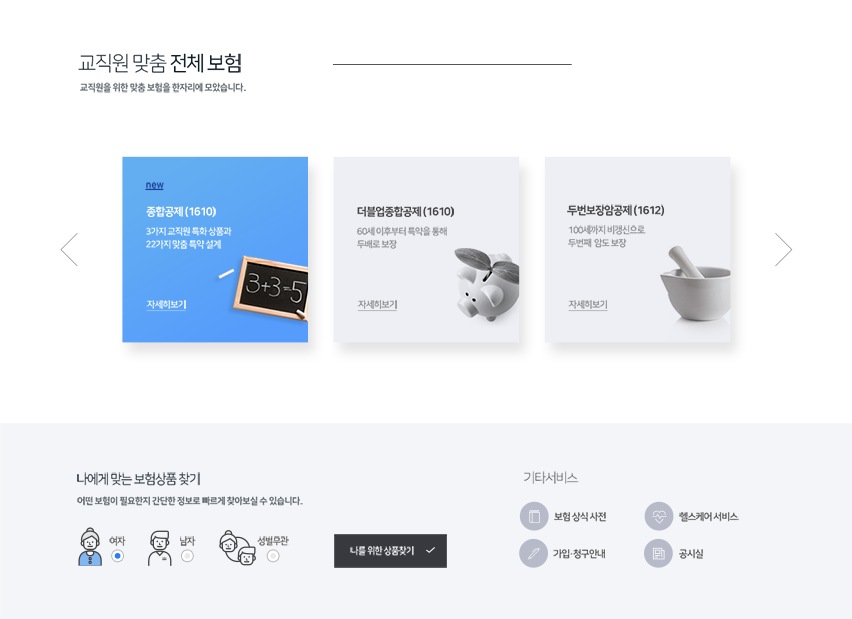 교직원 맞춤 전체 보험
교직원을 위한 맞춤 보험을 한자리에 모았습니다.
new
종합공제 (1610)
3가지 교직원 특화 상품과
22가지 맞춤 특약 설계
자세히보기
3+3=5
더블업종합공제 (1610)
60세 이후부터 특약을 통해
두배로 보장
자세히보기
두번보장암공제 (1612)
100세까지 비갱신으로
두번째 암도 보장
자세히보기
나에게 맞는 보험상품 찾기
어떤 보험이 필요한지 간단한 정보로 빠르게 찾아보실 수 있습니다.
여자
남자
성별무관
나를 위한 상품찾기
기타서비스
보험 상식 사전
헬스케어 서비스
가입·청구안내
공시실